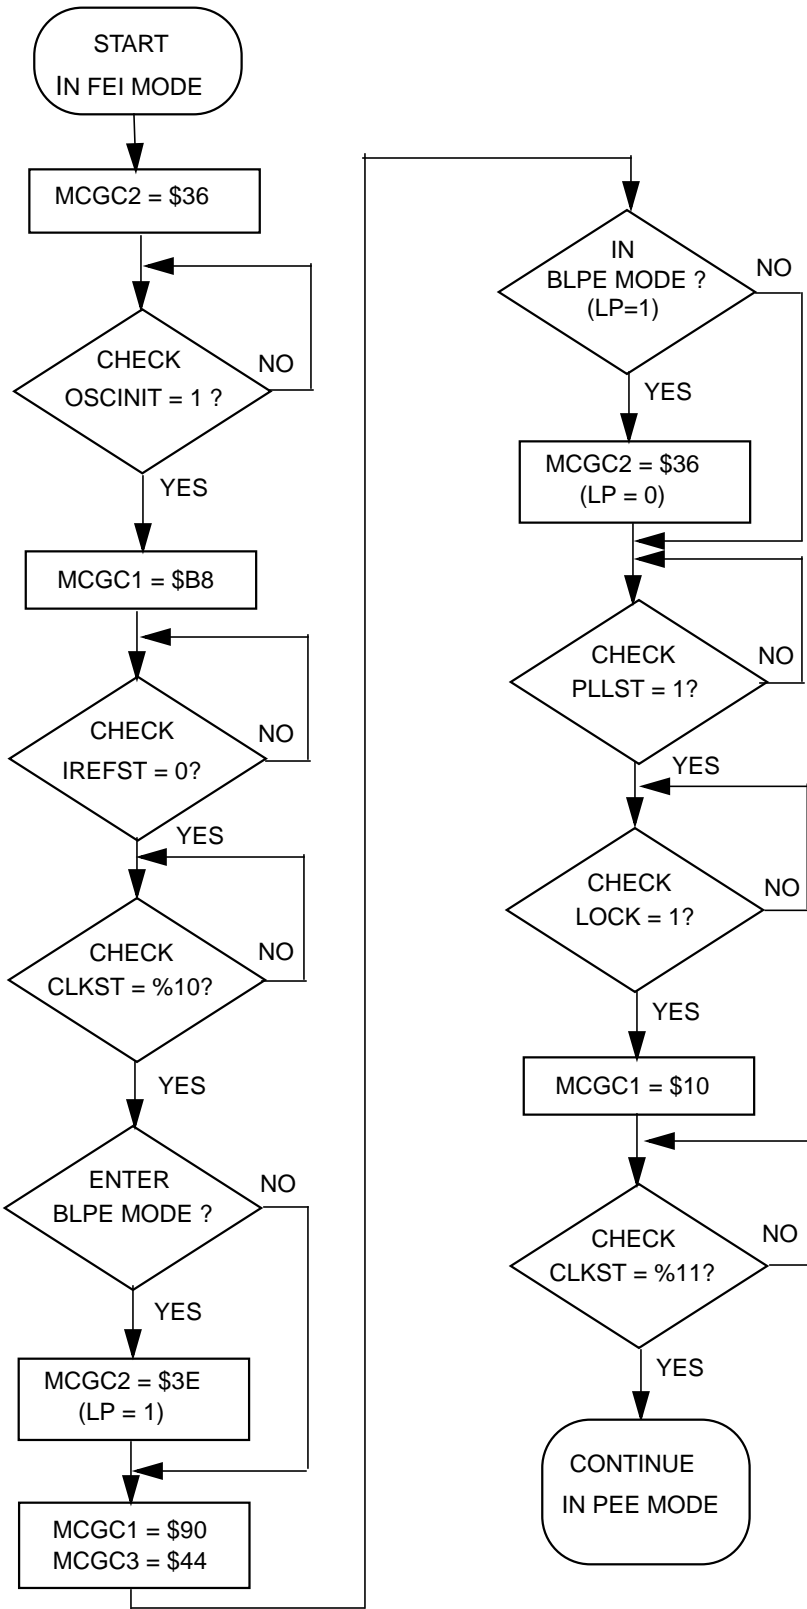 START
IN FEI MODE
MCGC2 = $36
CHECK
OSCINIT = 1 ?
NO
YES
MCGC1 = $B8
CHECK
IREFST = 0?
NO
YES
CHECK
CLKST = %10?
NO
YES
ENTER
BLPE MODE ?
NO
YES
MCGC2 = $3E
(LP = 1)
MCGC1 = $90
MCGC3 = $44
IN
BLPE MODE ?
(LP=1)
NO
YES
MCGC2 = $36
(LP = 0)
CHECK
PLLST = 1?
NO
YES
CHECK
LOCK = 1?
NO
YES
MCGC1 = $10
CHECK
CLKST = %11?
NO
YES
CONTINUE
IN PEE MODE